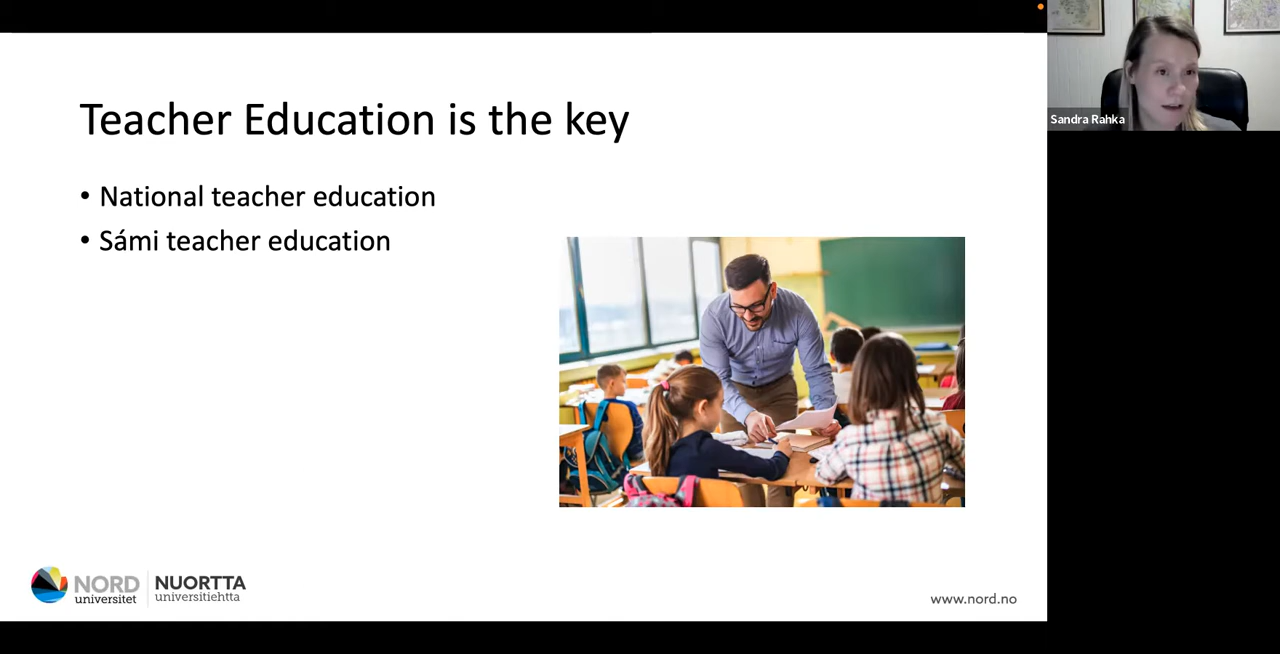 Teacher Education is the key
• National teacher education
• Sámi teacher education
NORD
universitet
NUORTTA
universitiehtta
www.nord.no
Sandra Rahka